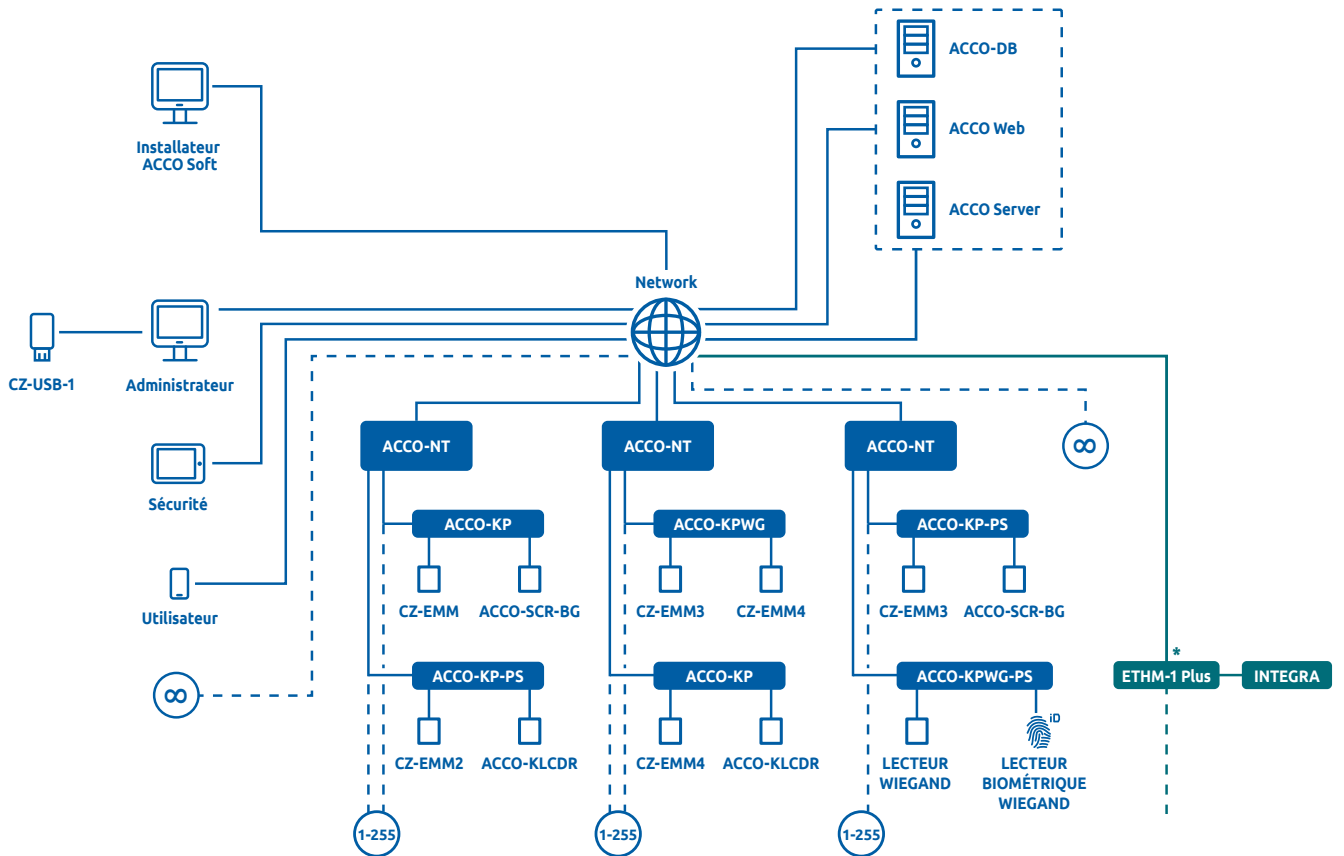 ACCO-DB
ACCO Web
ACCO Server
Installateur
ACCO Soft
Network
CZ-USB-1
Administrateur
Sécurité
Utilisateur
∞
∞
ACCO-NT
ACCO-NT
ACCO-NT
ACCO-KP
ACCO-KPWG
ACCO-KP-PS
CZ-EMM
ACCO-SCR-BG
CZ-EMM3
CZ-EMM4
CZ-EMM3
ACCO-SCR-BG
ACCO-KP-PS
ACCO-KP
ACCO-KPWG-PS
*
ETHM-1 Plus
INTEGRA
iD
CZ-EMM2
ACCO-KLCDR
CZ-EMM4
ACCO-KLCDR
LECTEUR
WIEGAND
LECTEUR
BIOMÉTRIQUE
WIEGAND
1-255
1-255
1-255